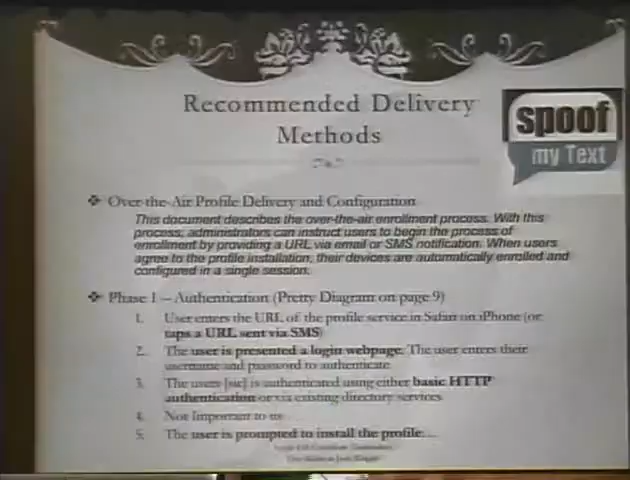 Recommended Delivery
Methods
spoof
my Text
Over-the-Air Profile Delivery and Configuration
This document describes the over-the-air enrollment process. With this
process, administrators can instruct users to begin the process of
enrollment by providing a URL via email or SMS notification. When users
agree to the profile installation, their devices are automatically enrolled and
configured in a single session.
Phase 1 – Authentication (Pretty Diagram on page 9)
1. User enters the URL of the profile service in Safari on iPhone (or
taps a URL sent via SMS)
2. The user is presented a login webpage. The user enters their
username and password to authenticate
3. The users [sic] is authenticated using either basic HTTP
authentication or via existing directory services
4. Not Important to us…
5. The user is prompted to install the profile…